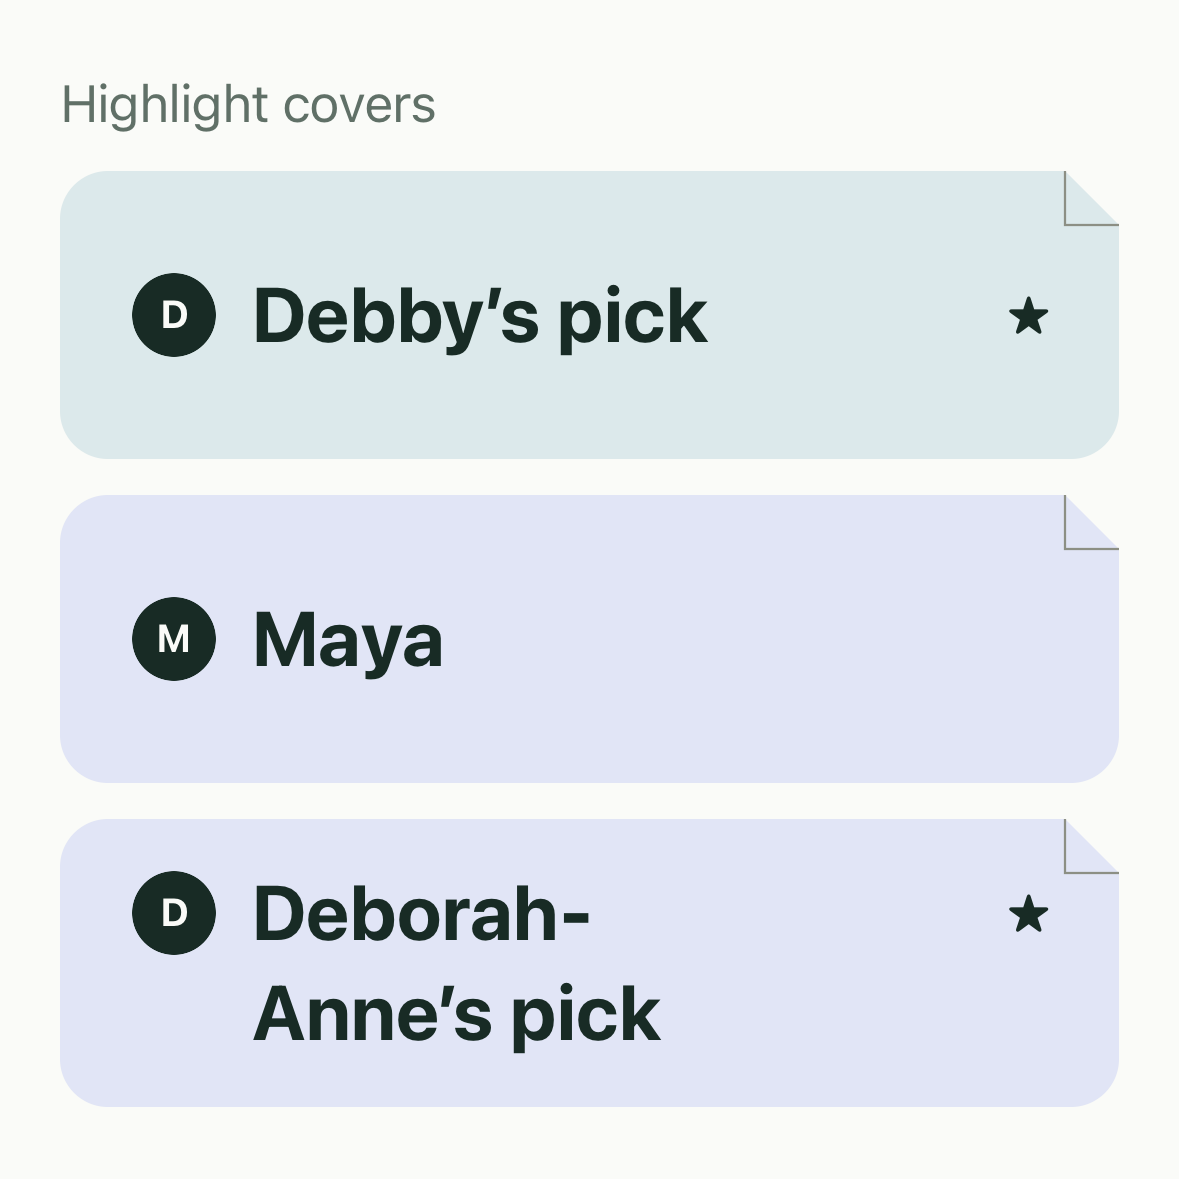 Highlight covers
D Debby’s pick ★
M Maya
D Deborah- ★
Anne’s pick